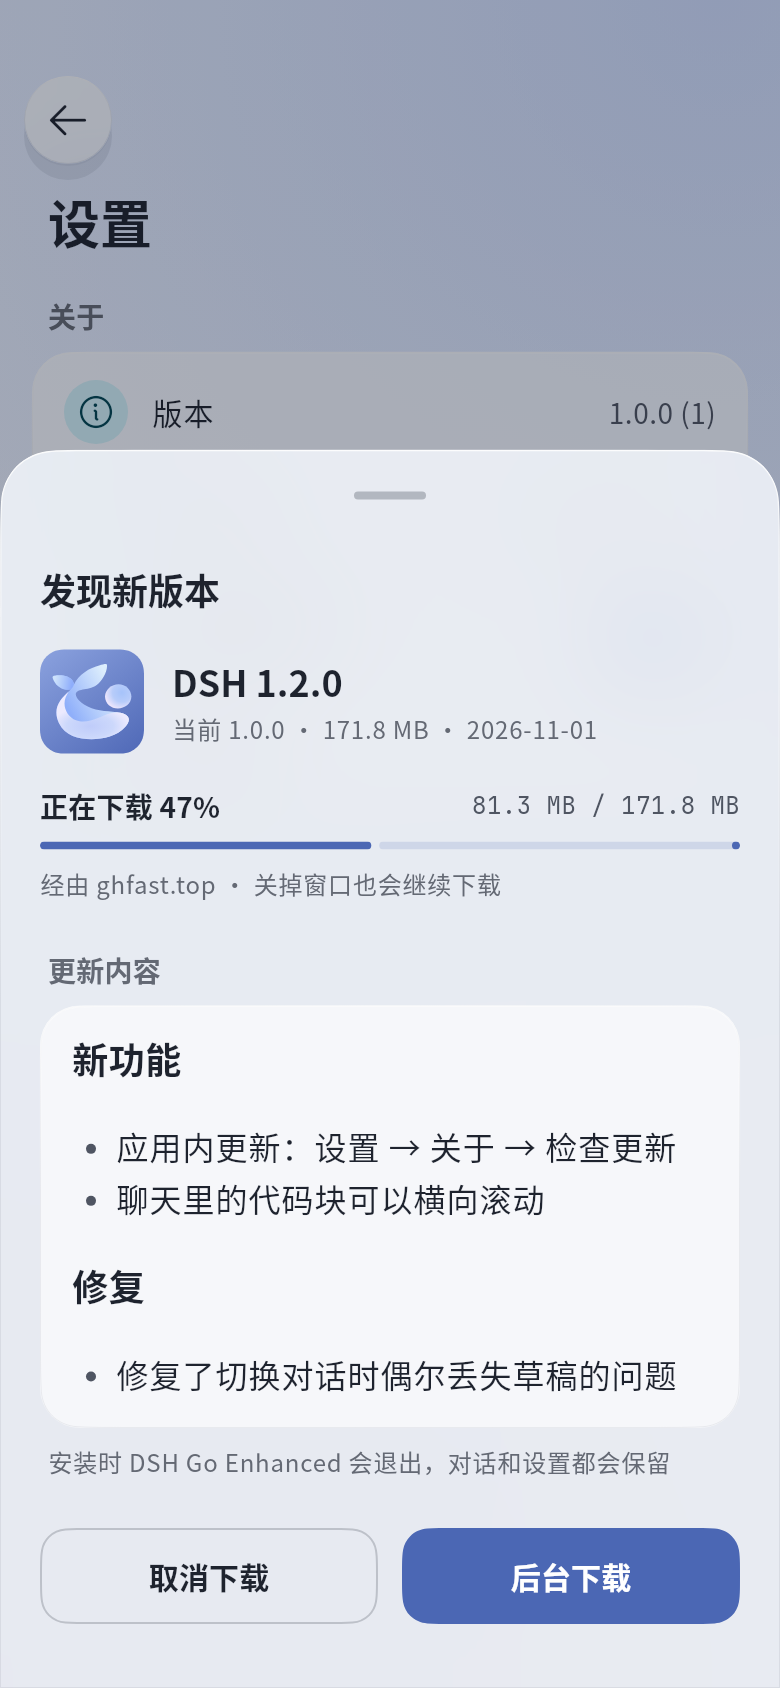 设置
关于
版本 1.0.0 (1)
发现新版本
DSH 1.2.0
当前 1.0.0 • 171.8 MB • 2026-11-01
正在下载 47% 81.3 MB / 171.8 MB
经由 ghfast.top • 关掉窗口也会继续下载
更新内容
新功能
• 应用内更新：设置 → 关于 → 检查更新
• 聊天里的代码块可以横向滚动
修复
• 修复了切换对话时偶尔丢失草稿的问题
安装时 DSH Go Enhanced 会退出，对话和设置都会保留
取消下载 后台下载